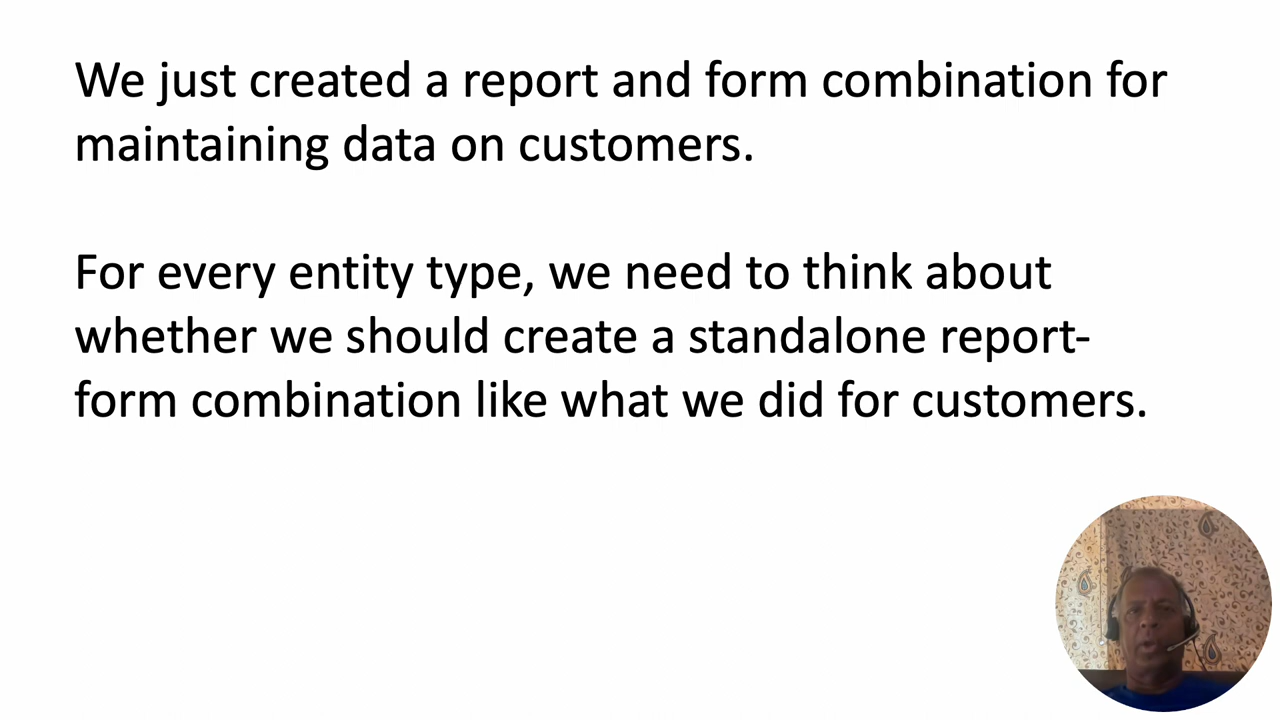 We just created a report and form combination for
maintaining data on customers.
For every entity type, we need to think about
whether we should create a standalone report-
form combination like what we did for customers.